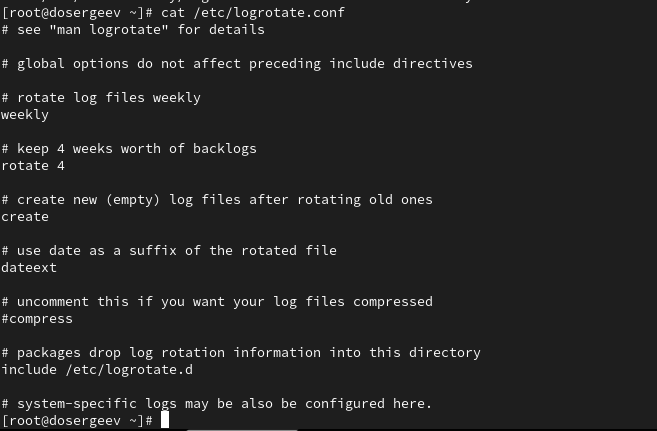 [root@dosergeev ~]# cat /etc/logrotate.conf
# see "man logrotate" for details
# global options do not affect preceding include directives
# rotate log files weekly
weekly
# keep 4 weeks worth of backlogs
rotate 4
# create new (empty) log files after rotating old ones
create
# use date as a suffix of the rotated file
dateext
# uncomment this if you want your log files compressed
#compress
# packages drop log rotation information into this directory
include /etc/logrotate.d
# system-specific logs may be also be configured here.
[root@dosergeev ~]#